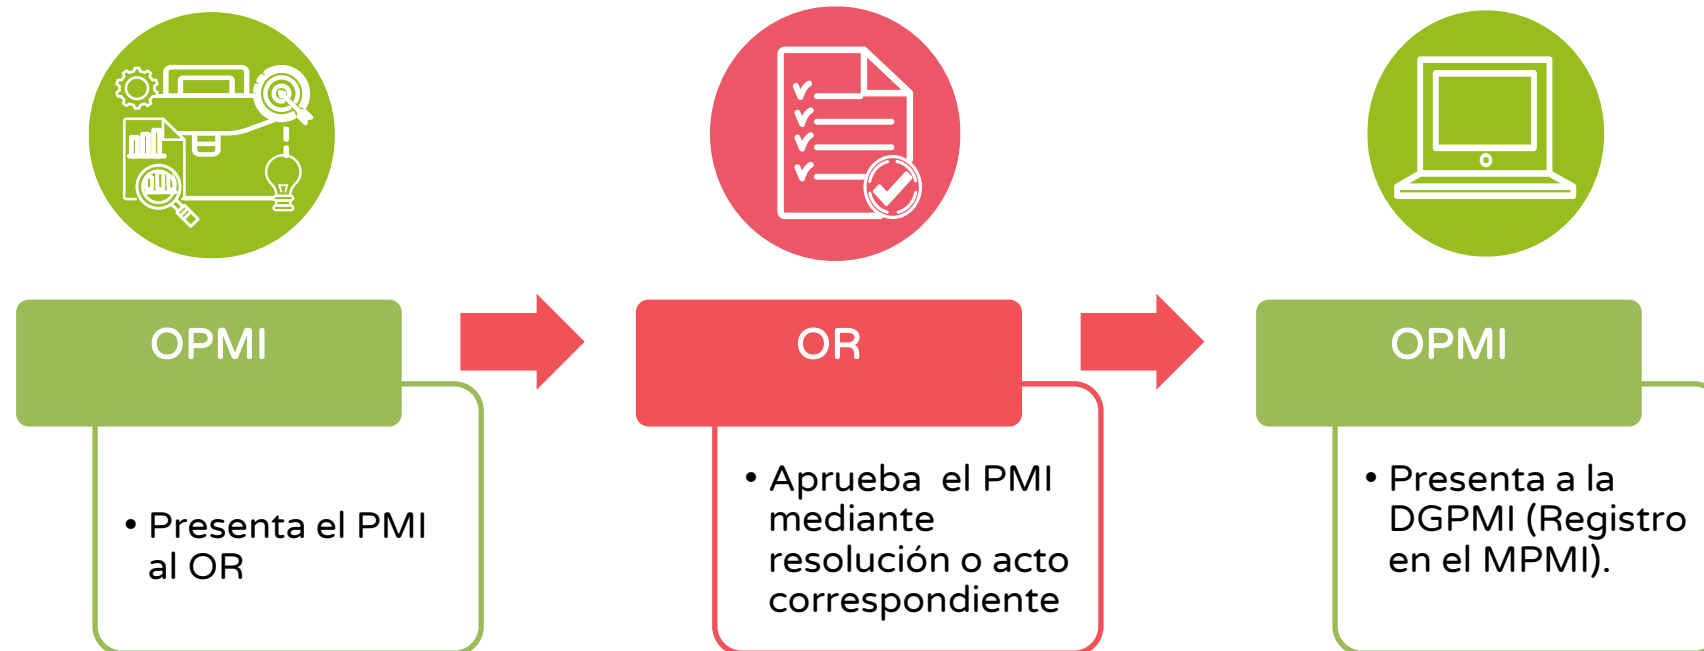 OPMI
• Presenta el PMI
al OR
OR
• Aprueba el PMI
mediante
resolución o acto
correspondiente
OPMI
• Presenta a la
DGPMI (Registro
en el MPMI).